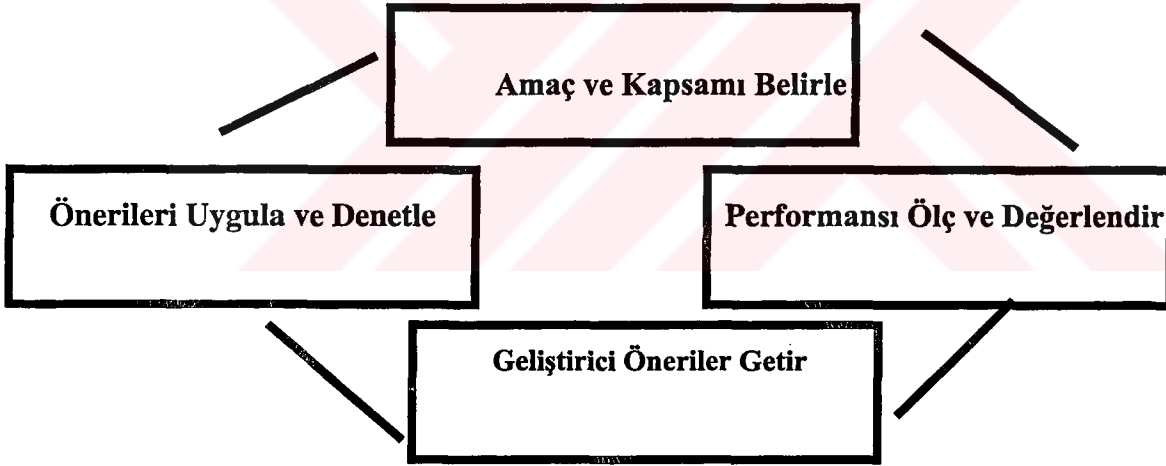 Amaç ve Kapsamı Belirle
Önerileri Uygula ve Denetle
Performansı Ölç ve Değerlendir
Geliştirici Öneriler Getir